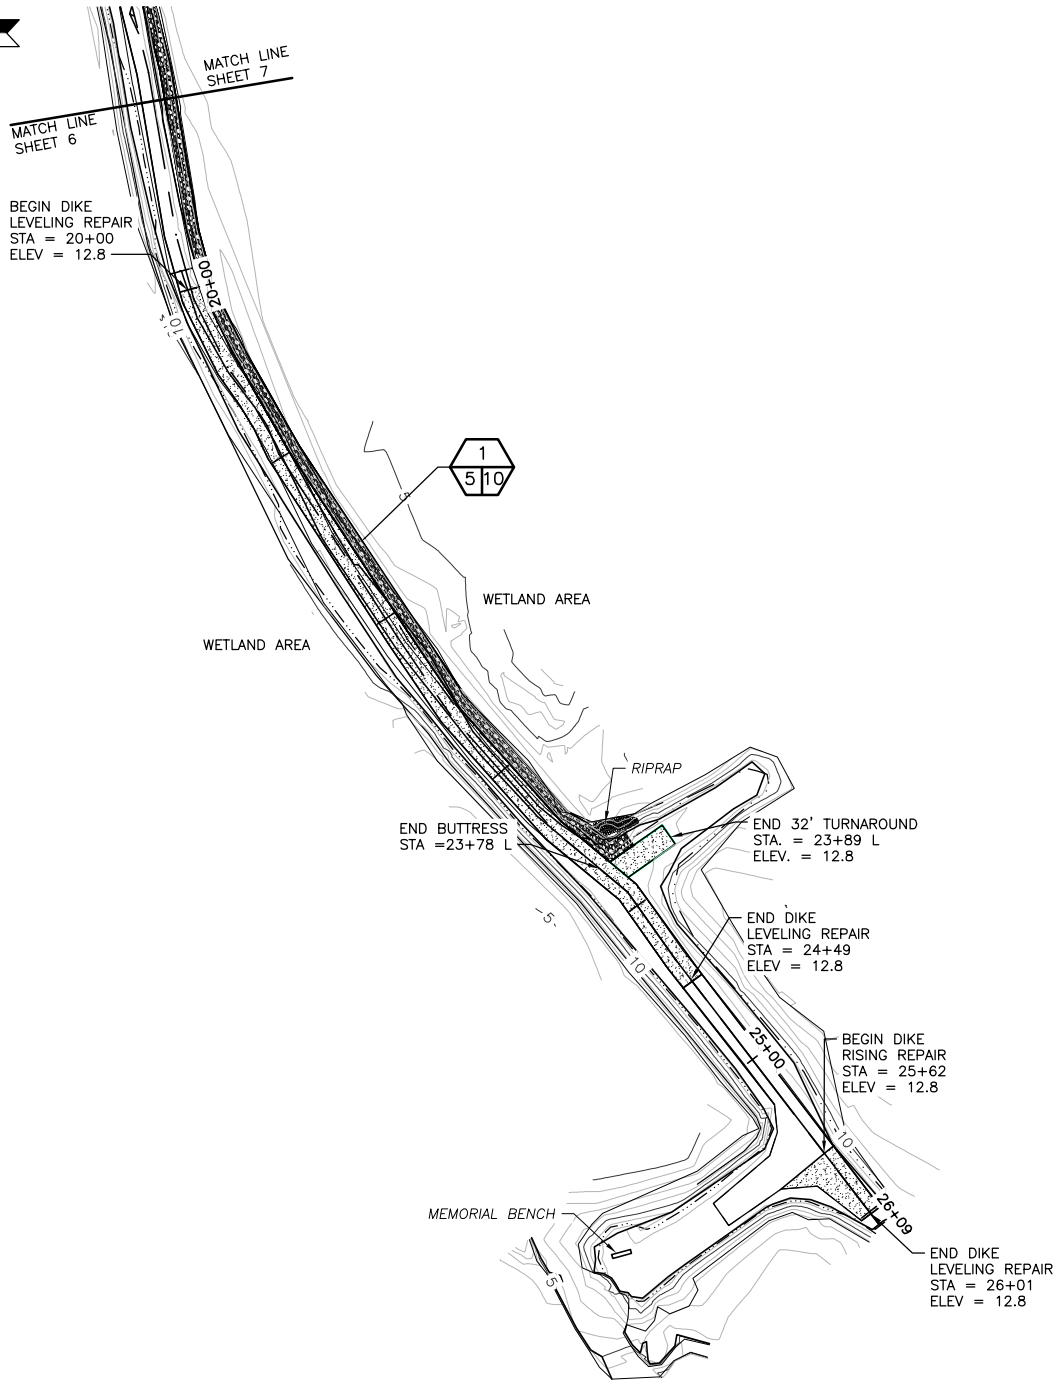 MATCH LINE
SHEET 7
MATCH LINE
SHEET 6
BEGIN DIKE
LEVELING REPAIR
STA = 20+00
ELEV = 12.8
20+00
10
1
5 10
5
WETLAND AREA
WETLAND AREA
RIPRAP
END BUTTRESS
STA =23+78 L
END 32' TURNAROUND
STA. = 23+89 L
ELEV. = 12.8
5
END DIKE
LEVELING REPAIR
STA = 24+49
ELEV = 12.8
10
25+00
BEGIN DIKE
RISING REPAIR
STA = 25+62
ELEV = 12.8
10
26+09
MEMORIAL BENCH
END DIKE
LEVELING REPAIR
STA = 26+01
ELEV = 12.8
5